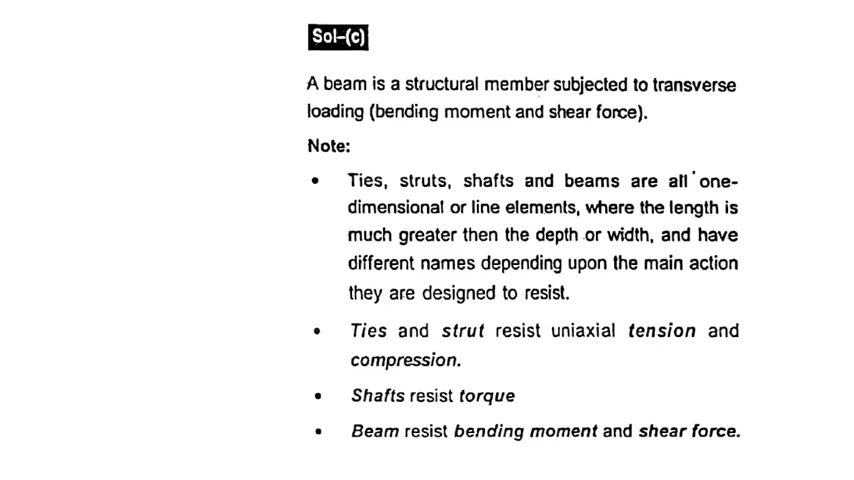 Sol–(c)
A beam is a structural member subjected to transverse
loading (bending moment and shear force).
Note:
• Ties, struts, shafts and beams are all one-
dimensional or line elements, where the length is
much greater then the depth or width, and have
different names depending upon the main action
they are designed to resist.
• Ties and strut resist uniaxial tension and
compression.
• Shafts resist torque
• Beam resist bending moment and shear force.